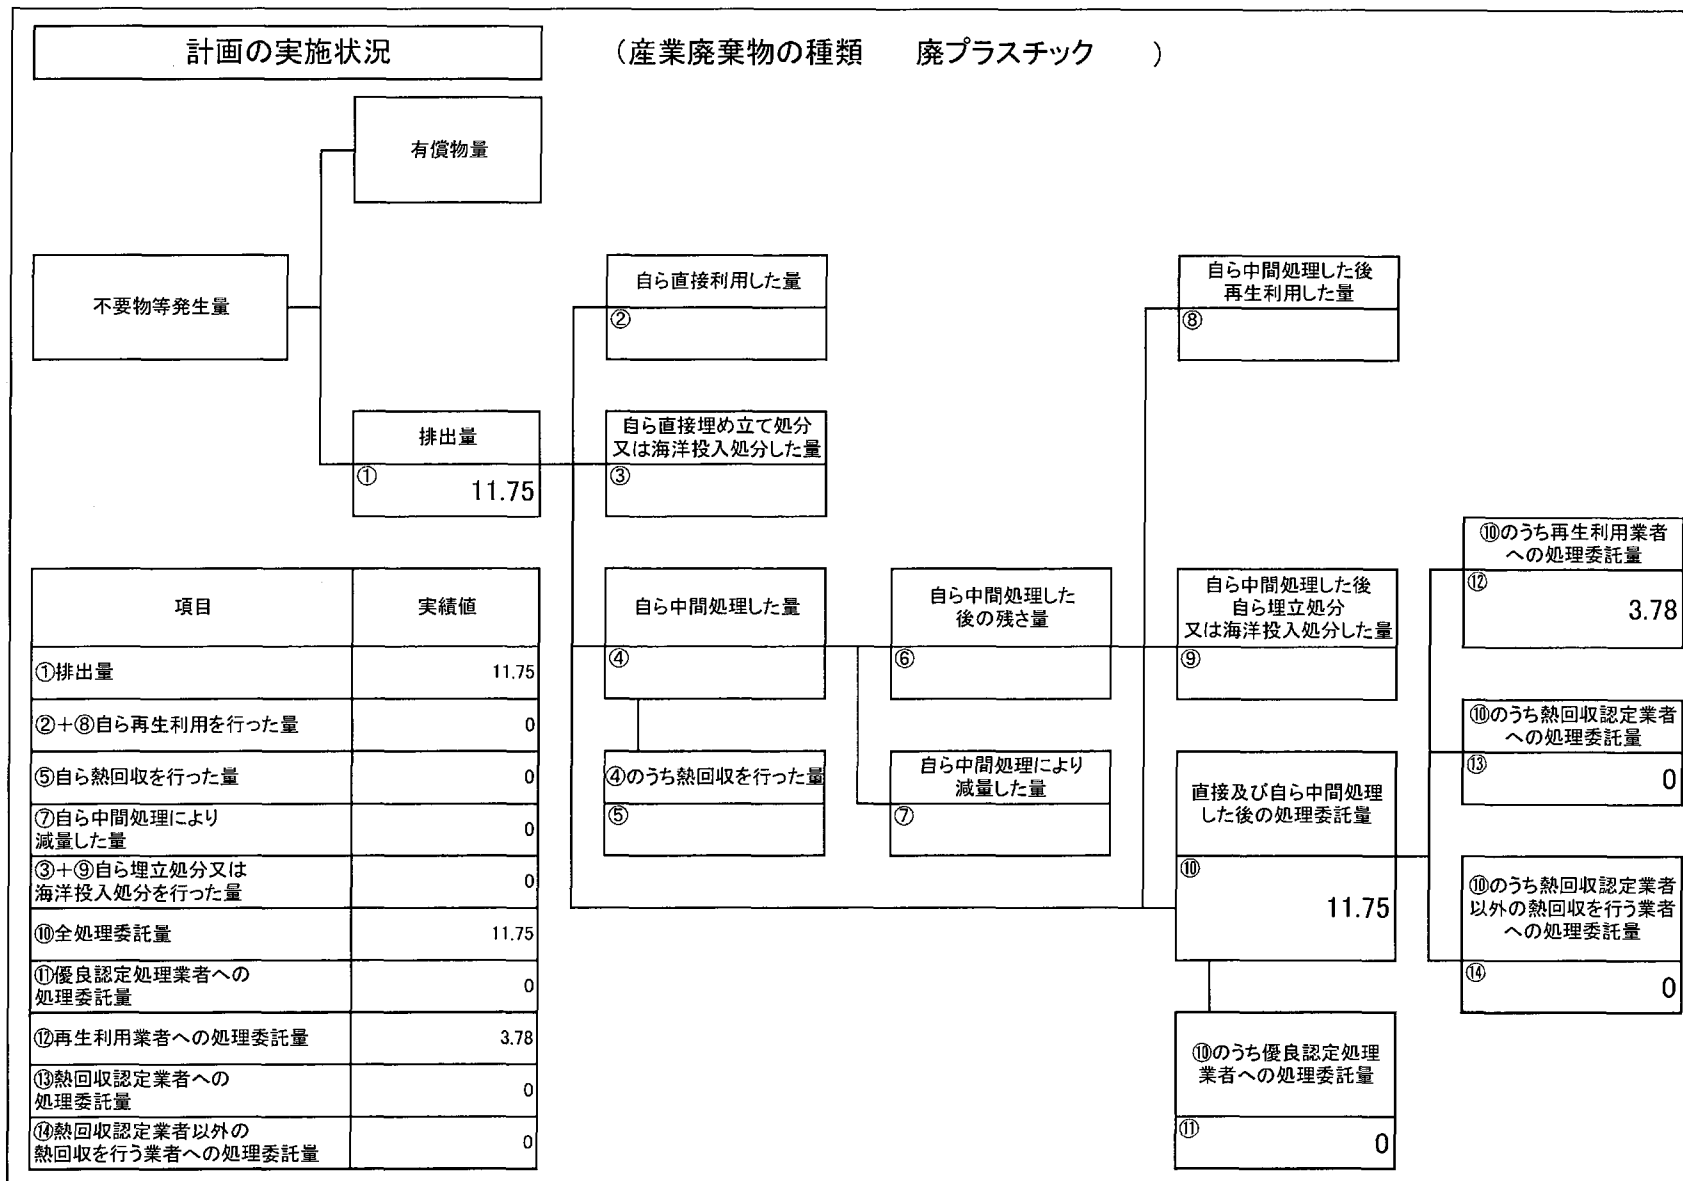 計画の実施状況
（産業廃棄物の種類　　廃プラスチック　　）
有償物量
不要物等発生量
自ら直接利用した量
②
自ら中間処理した後
再生利用した量
⑧
排出量
①
11.75
自ら直接埋め立て処分
又は海洋投入処分した量
③
⑩のうち再生利用業者
への処理委託量
⑫
3.78
自ら中間処理した量
④
自ら中間処理した
後の残さ量
⑥
自ら中間処理した後
自ら埋立処分
又は海洋投入処分した量
⑨
⑩のうち熱回収認定業者
への処理委託量
⑬
0
④のうち熱回収を行った量
⑤
自ら中間処理により
減量した量
⑦
直接及び自ら中間処理
した後の処理委託量
⑩
11.75
⑩のうち熱回収認定業者
以外の熱回収を行う業者
への処理委託量
⑭
0
⑩のうち優良認定処理
業者への処理委託量
⑪
0
項目 実績値
①排出量 11.75
②＋⑧自ら再生利用を行った量 0
⑤自ら熱回収を行った量 0
⑦自ら中間処理により
減量した量 0
③＋⑨自ら埋立処分又は
海洋投入処分を行った量 0
⑩全処理委託量 11.75
⑪優良認定処理業者への
処理委託量 0
⑫再生利用業者への処理委託量 3.78
⑬熱回収認定業者への
処理委託量 0
⑭熱回収認定業者以外の
熱回収を行う業者への処理委託量 0